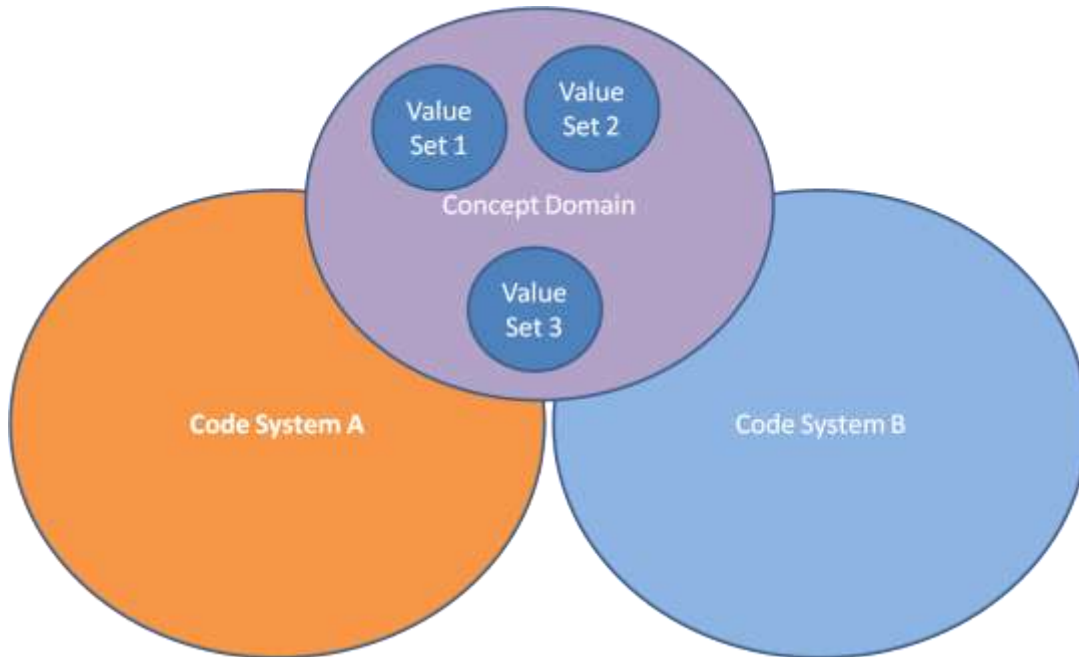 Value
Set 1
Value
Set 2
Concept Domain
Value
Set 3
Code System A
Code System B